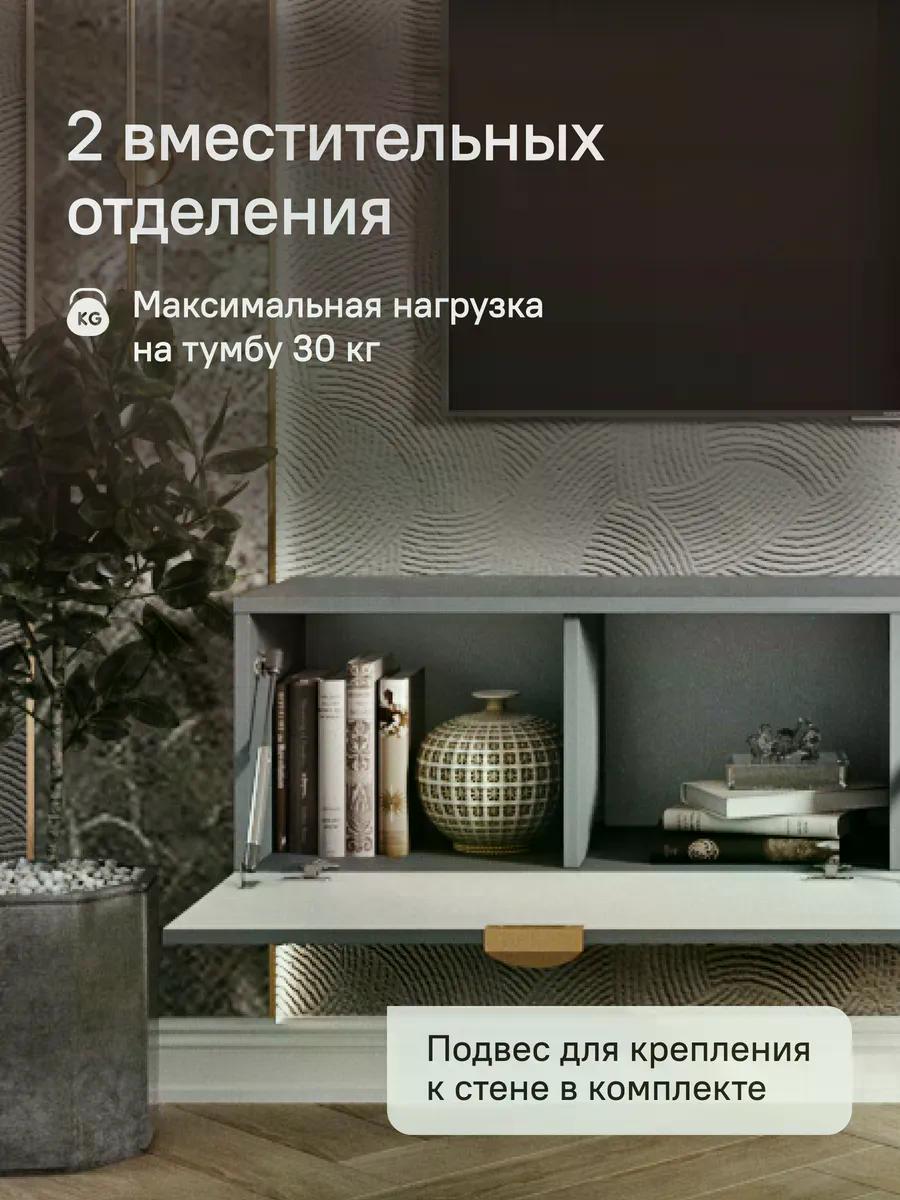 2 вместительных
отделения
KG
Максимальная нагрузка
на тумбу 30 кг
Подвес для крепления
к стене в комплекте